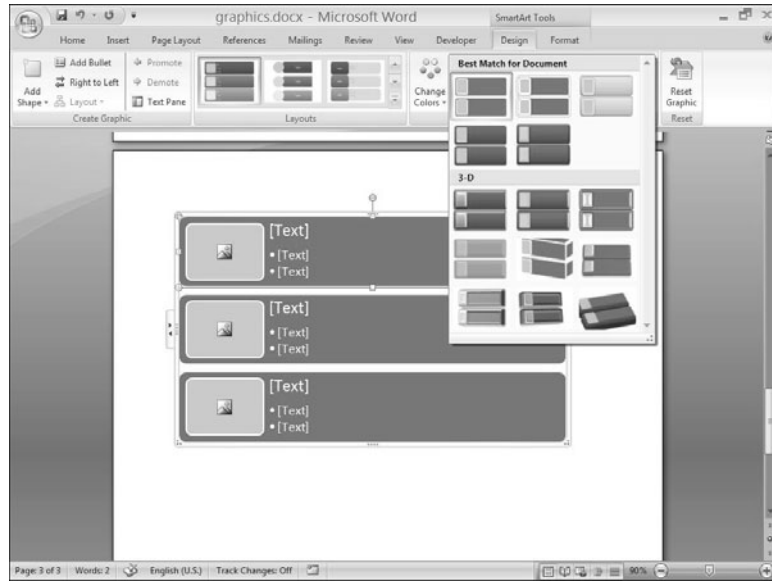 graphics.docx - Microsoft Word
SmartArt Tools
Home Insert Page Layout References Mailings Review View Developer Design Format
Add Shape
Add Bullet
Right to Left
Layout
Promote
Demote
Text Pane
Create Graphic
Layouts
Change Colors
Best Match for Document
3-D
Reset Graphic
Reset
[Text]
• [Text]
• [Text]
[Text]
• [Text]
• [Text]
[Text]
• [Text]
• [Text]
Page: 3 of 3 Words: 2 English (U.S.) Track Changes: Off 90%